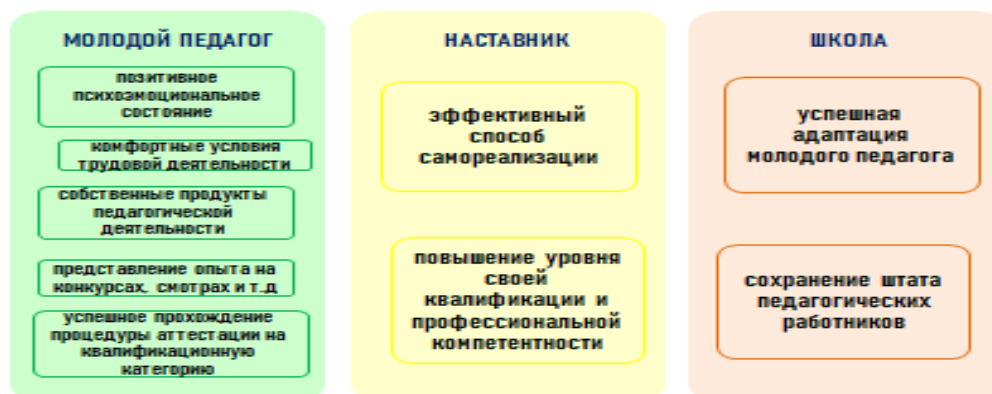 МОЛОДОЙ ПЕДАГОГ
позитивное
психоэмоциональное
состояние
комфортные условия
трудовой деятельности
собственные продукты
педагогической
деятельности
представление опыта на
конкурсах, смотрах и т.д
успешное прохождение
процедуры аттестации на
квалификационную
категорию
НАСТАВНИК
эффективный
способ
самореализации
повышение уровня
своей
квалификации и
профессиональной
компетентности
ШКОЛА
успешная
адаптация
молодого педагога
сохранение штата
педагогических
работников